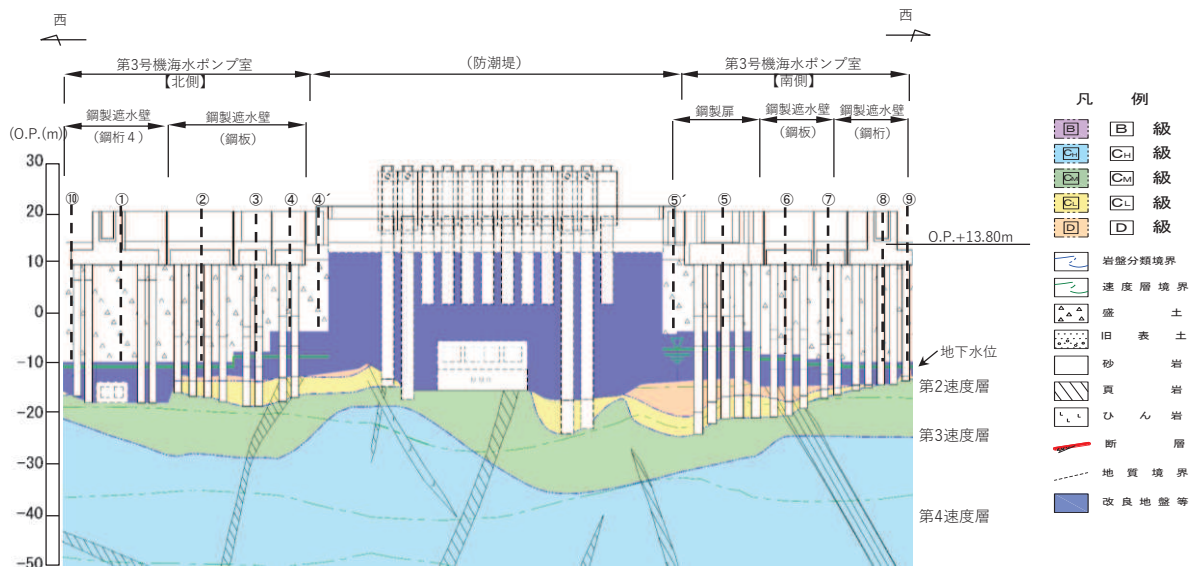 西
西
第3号機海水ポンプ室
【北側】
(防潮堤)
第3号機海水ポンプ室
【南側】
鋼製遮水壁
(鋼桁4)
鋼製遮水壁
(鋼板)
鋼製扉
鋼製遮水壁
(鋼板)
鋼製遮水壁
(鋼桁)
(O.P.(m))
30
20
10
0
-10
-20
-30
-40
-50
⑩
①
②
③
④
④´
⑤´
⑤
⑥
⑦
⑧
⑨
O.P.+13.80m
地下水位
第2速度層
第3速度層
第4速度層
凡 例
B B 級
CH CH 級
CM CM 級
CL CL 級
D D 級
岩盤分類境界
速度層境界
盛 土
旧 表 土
砂 岩
頁 岩
ひ ん 岩
断 層
地 質 境 界
改 良 地 盤 等